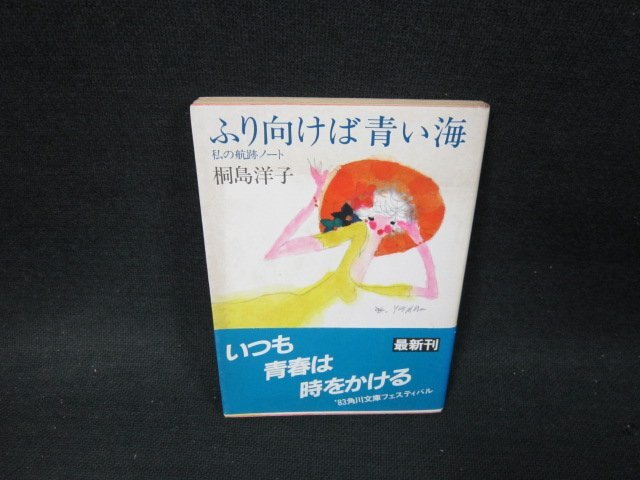 ふり向けば青い海
私の航跡ノート
桐島洋子
いつも
青春は
時をかける
最新刊
'83角川文庫フェスティバル